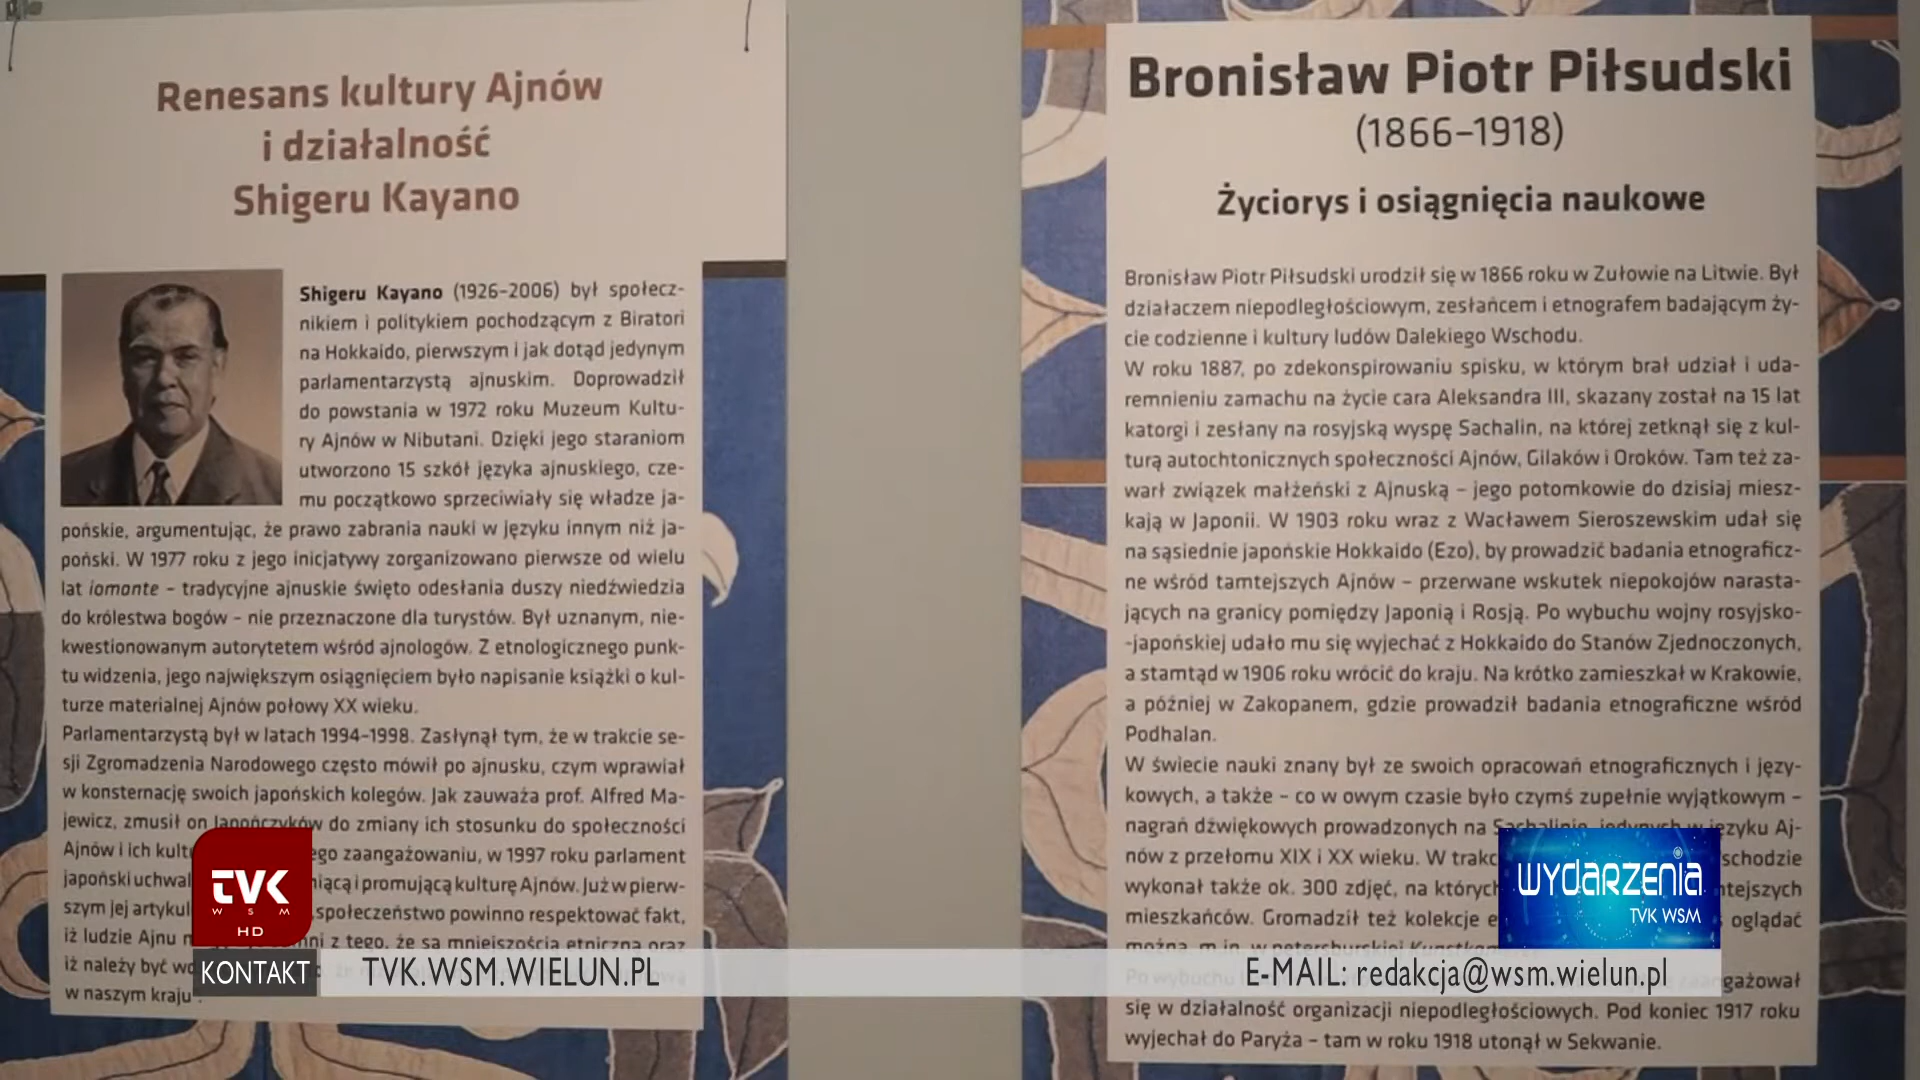 Renesans kultury Ajnów
i działalność
Shigeru Kayano
Shigeru Kayano (1926–2006) był społecz-
nikiem i politykiem pochodzącym z Biratori
na Hokkaido, pierwszym i jak dotąd jedynym
parlamentarzystą ajnuskim. Doprowadził
do powstania w 1972 roku Muzeum Kultu-
ry Ajnów w Nibutani. Dzięki jego staraniom
utworzono 15 szkół języka ajnuskiego, cze-
mu początkowo sprzeciwiały się władze ja-
pońskie, argumentując, że prawo zabrania nauki w języku innym niż ja-
poński. W 1977 roku z jego inicjatywy zorganizowano pierwsze od wielu
lat iomante – tradycyjne ajnuskie święto odesłania duszy niedźwiedzia
do królestwa bogów – nie przeznaczone dla turystów. Był uznanym, nie-
kwestionowanym autorytetem wśród ajnologów. Z etnologicznego punk-
tu widzenia, jego największym osiągnięciem było napisanie książki o kul-
turze materialnej Ajnów połowy XX wieku.
Parlamentarzystą był w latach 1994–1998. Zasłynął tym, że w trakcie se-
sji Zgromadzenia Narodowego często mówił po ajnusku, czym wprawiał
w konsternację swoich japońskich kolegów. Jak zauważa prof. Alfred Ma-
jewicz, zmusił on Japończyków do zmiany ich stosunku do społeczności
Ajnów i ich zaangażowaniu, w 1997 roku parlament
japoński i promującą kulturę Ajnów. Już w pierw-
szym jej społeczeństwo powinno respektować fakt,
iż ludzie Ajnu z tego, że są mniejszością etniczną oraz
iż należy być
w naszym kraju".
Bronisław Piotr Piłsudski
(1866–1918)
Życiorys i osiągnięcia naukowe
Bronisław Piotr Piłsudski urodził się w 1866 roku w Zułowie na Litwie. Był
działaczem niepodległościowym, zesłańcem i etnografem badającym ży-
cie codzienne i kultury ludów Dalekiego Wschodu.
W roku 1887, po zdekonspirowaniu spisku, w którym brał udział i uda-
remnieniu zamachu na życie cara Aleksandra III, skazany został na 15 lat
katorgi i zesłany na rosyjską wyspę Sachalin, na której zetknął się z kul-
turą autochtonicznych społeczności Ajnów, Gilaków i Oroków. Tam też za-
warł związek małżeński z Ajnuską – jego potomkowie do dzisiaj miesz-
kają w Japonii. W 1903 roku wraz z Wacławem Sieroszewskim udał się
na sąsiednie japońskie Hokkaido (Ezo), by prowadzić badania etnograficz-
ne wśród tamtejszych Ajnów – przerwane wskutek niepokojów narasta-
jących na granicy pomiędzy Japonią i Rosją. Po wybuchu wojny rosyjsko-
-japońskiej udało mu się wyjechać z Hokkaido do Stanów Zjednoczonych,
a stamtąd w 1906 roku wrócić do kraju. Na krótko zamieszkał w Krakowie,
a później w Zakopanem, gdzie prowadził badania etnograficzne wśród
Podhalan.
W świecie nauki znany był ze swoich opracowań etnograficznych i języ-
kowych, a także – co w owym czasie było czymś zupełnie wyjątkowym –
nagrań dźwiękowych prowadzonych na Sachalinie, jedynych w języku Aj-
nów z przełomu XIX i XX wieku. W
wykonał także ok. 300 zdjęć, na których
mieszkańców. Gromadził też kolekcje oglądać
można m.in. w petersburskiej
Po wybuchu
się w działalność organizacji niepodległościowych. Pod koniec 1917 roku
wyjechał do Paryża – tam w roku 1918 utonął w Sekwanie.
TVK
WSM
HD
WYDARZENIA
TVK WSM
KONTAKT
TVK.WSM.WIELUN.PL
E-MAIL: redakcja@wsm.wielun.pl